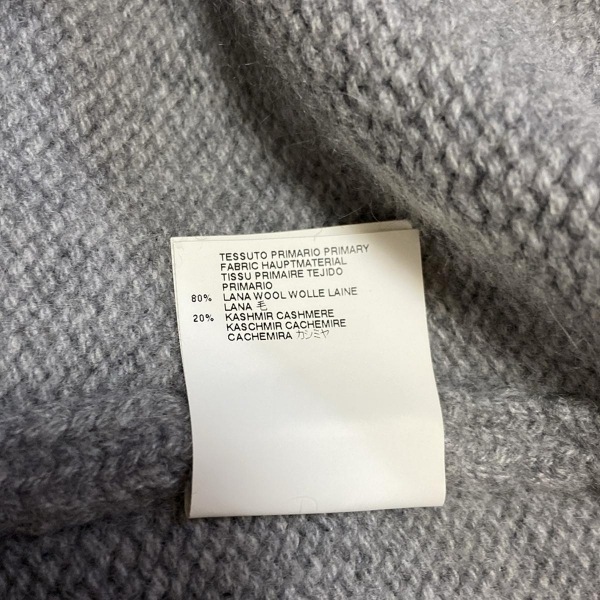 TESSUTO PRIMARIO PRIMARY
FABRIC HAUPTMATERIAL
TISSU PRIMAIRE TEJIDO
PRIMARIO
80% LANA WOOL WOLLE LAINE
LANA 毛
20% KASHMIR CASHMERE
KASCHMIR CACHEMIRE
CACHEMIRA カシミヤ